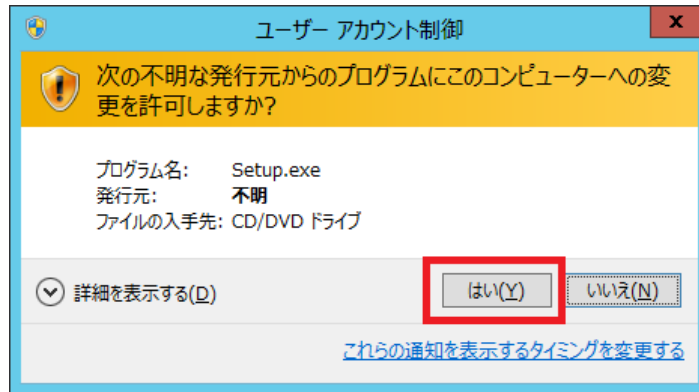 ユーザー アカウント制御
x
次の不明な発行元からのプログラムにこのコンピューターへの変
更を許可しますか?
プログラム名: Setup.exe
発行元: 不明
ファイルの入手先: CD/DVD ドライブ
詳細を表示する(D) はい(Y) いいえ(N)
これらの通知を表示するタイミングを変更する